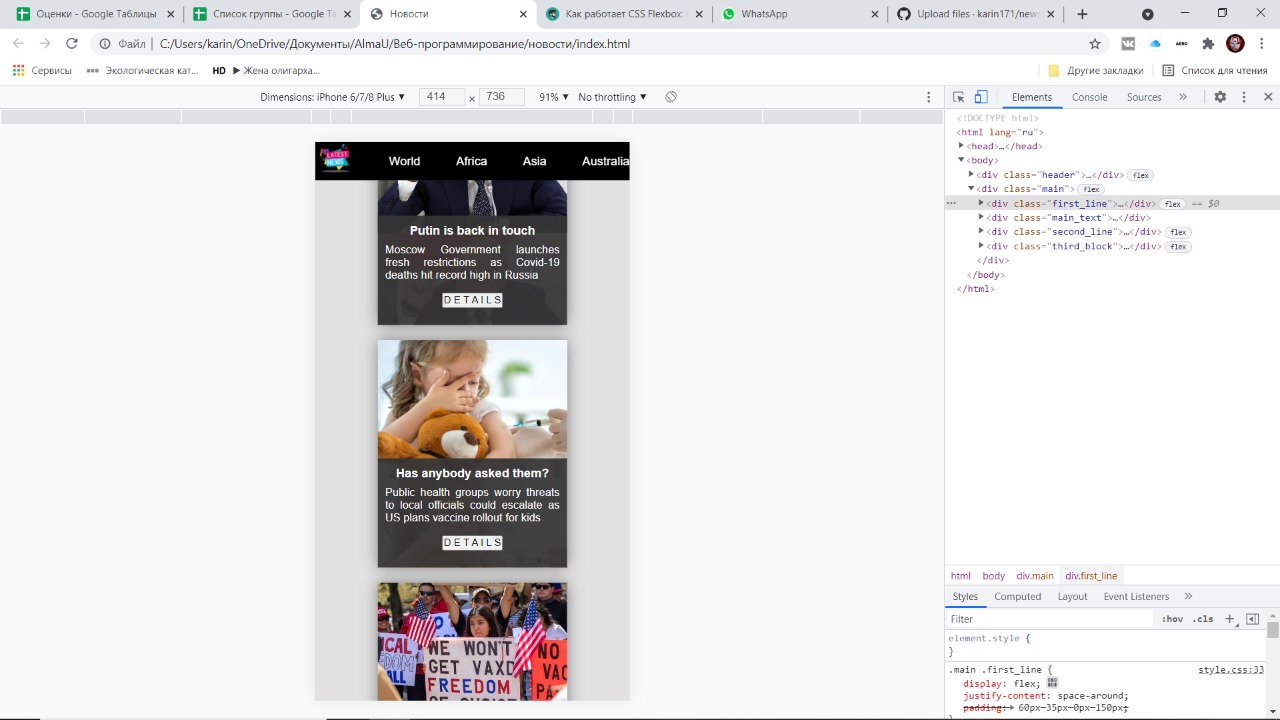 Оценки - Google Таблицы
Список группы - Google Та
Новости
Как работает CSS Flexbox:
WhatsApp
Upload files · karin171/new
Файл | C:/Users/karin/OneDrive/Документы/AlmaU/Веб-программирование/новости/index.html
Сервисы
Экологическая кат...
HD ▶ Жена олигарха...
Другие закладки
Список для чтения
Dimensions: iPhone 6/7/8 Plus ▼ 414 × 736 91% ▼ No throttling ▼
LATEST
NEWS
World Africa Asia Australia
Putin is back in touch
Moscow Government launches
fresh restrictions as Covid-19
deaths hit record high in Russia
DETAILS
Has anybody asked them?
Public health groups worry threats
to local officials could escalate as
US plans vaccine rollout for kids
DETAILS
WE WON'T
GET VAXD
FREEDOM
NO
Elements Console Sources »
<!DOCTYPE html>
<html lang="ru">
▶<head>…</head>
▼<body>
▶<div class="header">…</div> flex
▼<div class="main"> flex
… ▶<div class="first_line">…</div> flex == $0
▶<div class="main_text">…</div>
▶<div class="second_line">…</div> flex
▶<div class="third_block">…</div> flex
</div>
</body>
</html>
html body div.main div.first_line
Styles Computed Layout Event Listeners »
Filter :hov .cls +
element.style {
}
.main .first_line { style.css:33
display: flex;
justify-content: space-around;
padding: ▶ 60px 35px 0px 150px;